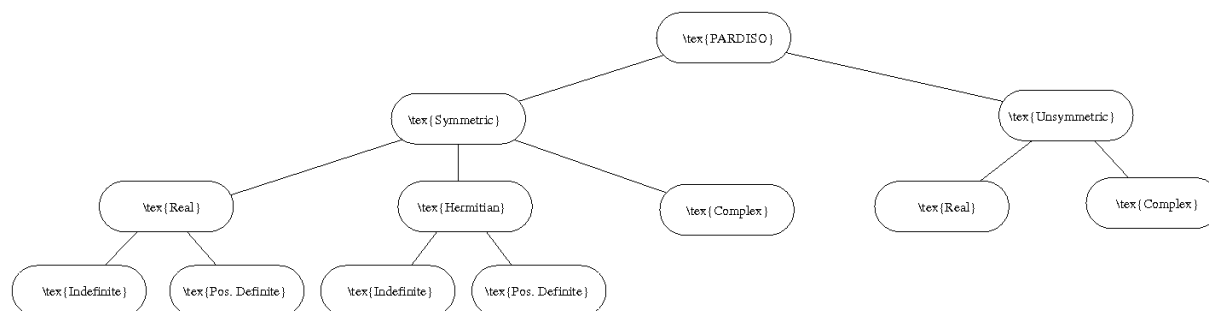 \tex{PARDISO}
\tex{Symmetric}
\tex{Unsymmetric}
\tex{Real}
\tex{Hermitian}
\tex{Complex}
\tex{Real}
\tex{Complex}
\tex{Indefinite}
\tex{Pos. Definite}
\tex{Indefinite}
\tex{Pos. Definite}